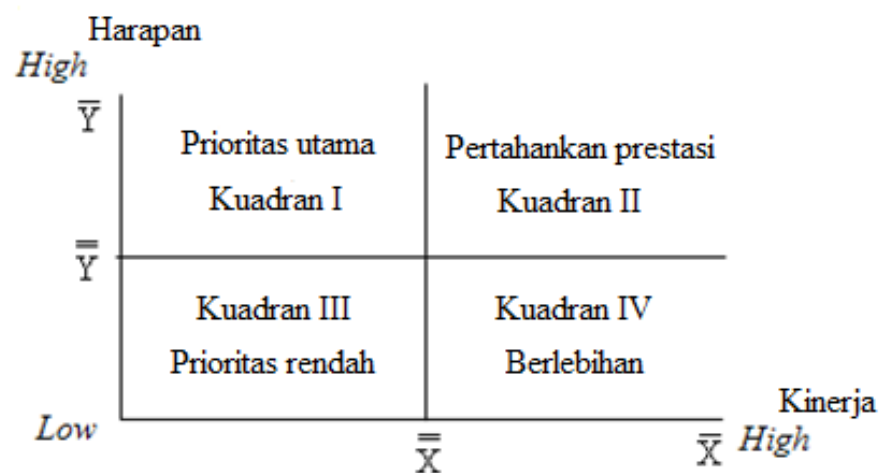 Harapan
High
Y̅
Prioritas utama
Kuadran I
Pertahankan prestasi
Kuadran II
Y̿
Kuadran III
Prioritas rendah
Kuadran IV
Berlebihan
Low
Kinerja
High
X̿
X̅